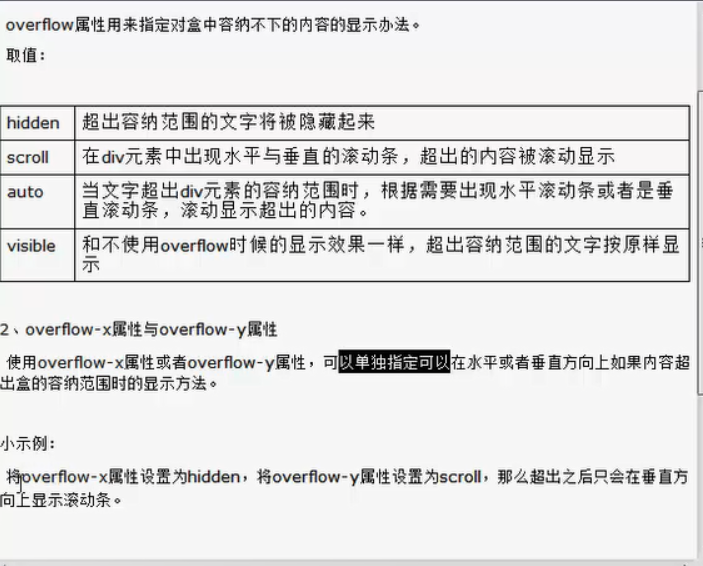 overflow属性用来指定对盒中容纳不下的内容的显示办法。
取值：
hidden 超出容纳范围的文字将被隐藏起来
scroll 在div元素中出现水平与垂直的滚动条，超出的内容被滚动显示
auto 当文字超出div元素的容纳范围时，根据需要出现水平滚动条或者是垂
直滚动条，滚动显示超出的内容。
visible 和不使用overflow时候的显示效果一样，超出容纳范围的文字按原样显
示
2、overflow-x属性与overflow-y属性
使用overflow-x属性或者overflow-y属性，可以单独指定可以在水平或者垂直方向上如果内容超
出盒的容纳范围时的显示方法。
小示例：
将overflow-x属性设置为hidden，将overflow-y属性设置为scroll，那么超出之后只会在垂直方
向上显示滚动条。